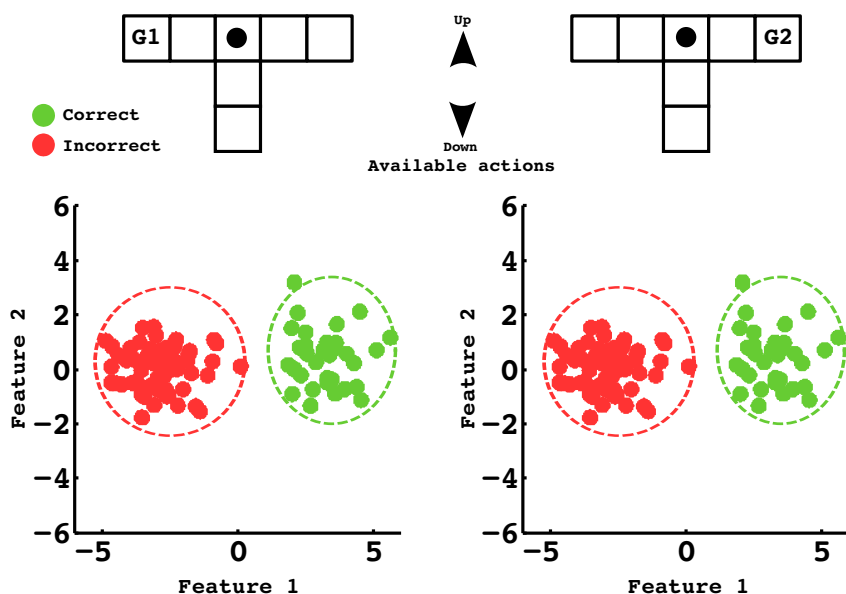 G1
Up
G2
Correct
Incorrect
Down
Available actions
6
4
2
0
−2
−4
−6
Feature 2
−5
0
5
Feature 1
6
4
2
0
−2
−4
−6
Feature 2
−5
0
5
Feature 1